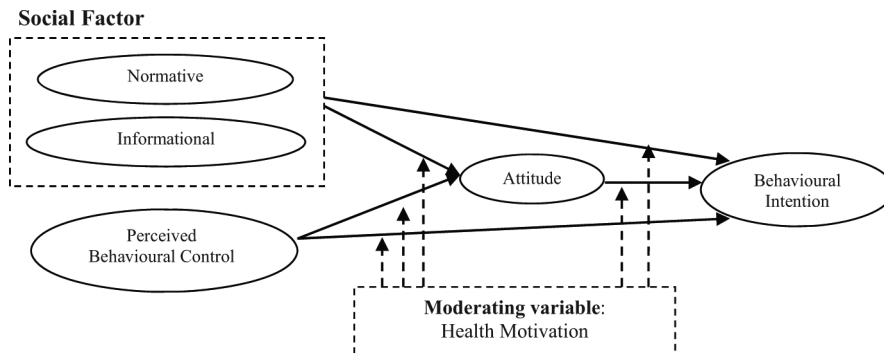 Social Factor
Normative
Informational
Attitude
Behavioural
Intention
Perceived
Behavioural Control
Moderating variable:
Health Motivation